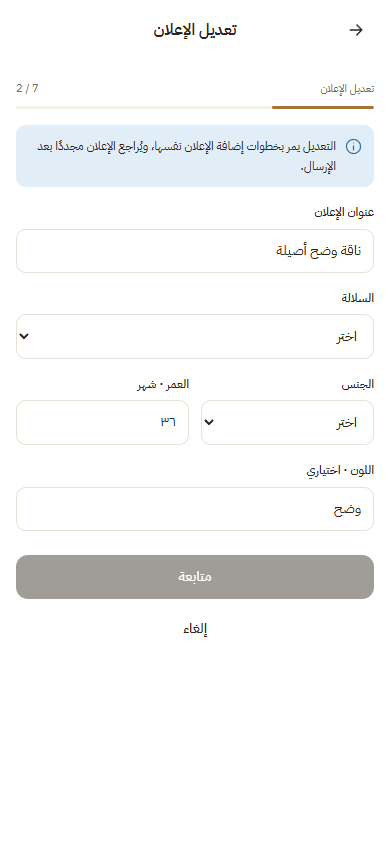 تعديل الإعلان
تعديل الإعلان
2 / 7
التعديل يمر بخطوات إضافة الإعلان نفسها، ويُراجع الإعلان مجددًا بعد
الإرسال.
عنوان الإعلان
ناقة وضح أصيلة
السلالة
اختر
الجنس
العمر · شهر
اختر
٣٦
اللون · اختياري
وضح
متابعة
إلغاء